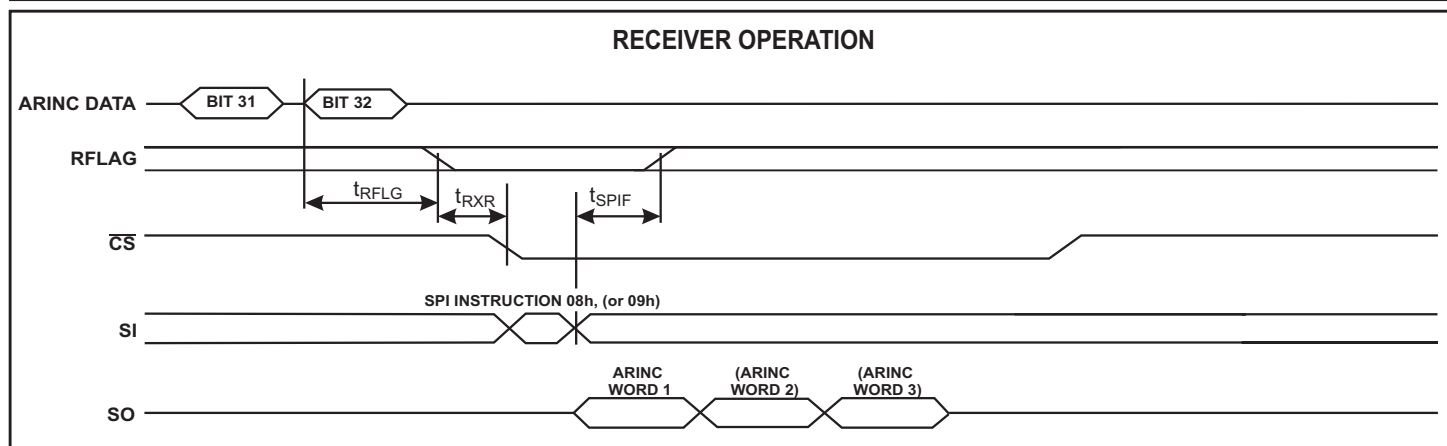 RECEIVER OPERATION
ARINC DATA
BIT 31
BIT 32
RFLAG
tRFLG
tRXR
tSPIF
CS
SPI INSTRUCTION 08h, (or 09h)
SI
ARINC
WORD 1
(ARINC
WORD 2)
(ARINC
WORD 3)
SO